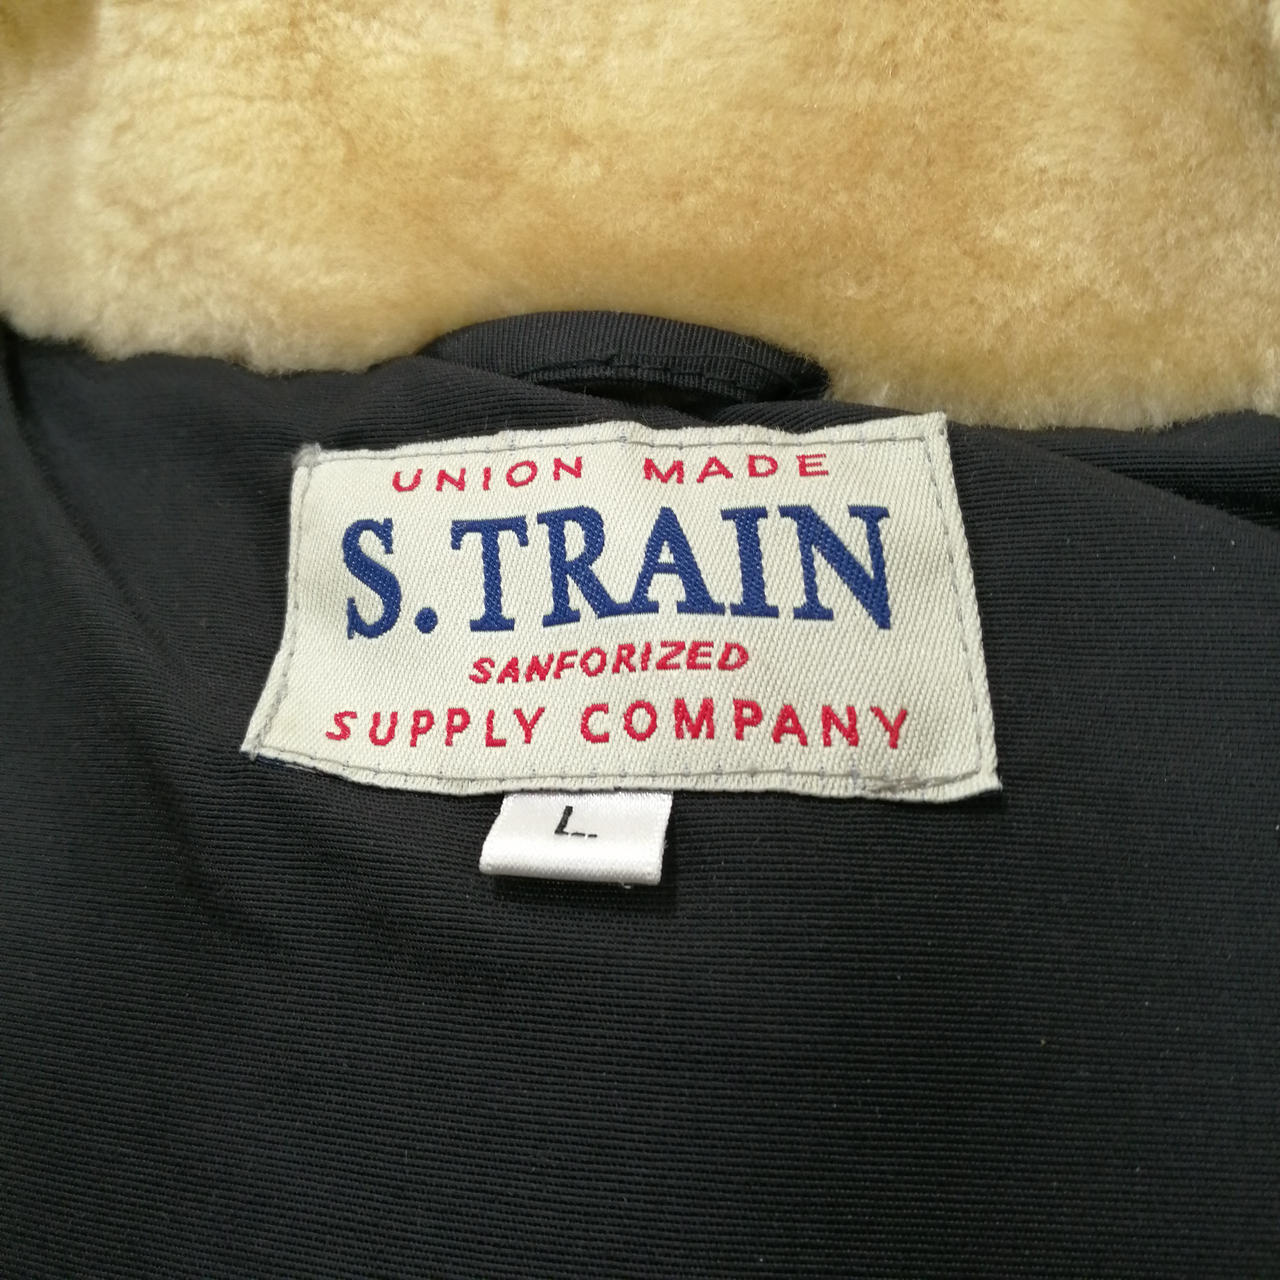 UNION MADE
S.TRAIN
SANFORIZED
SUPPLY COMPANY
L